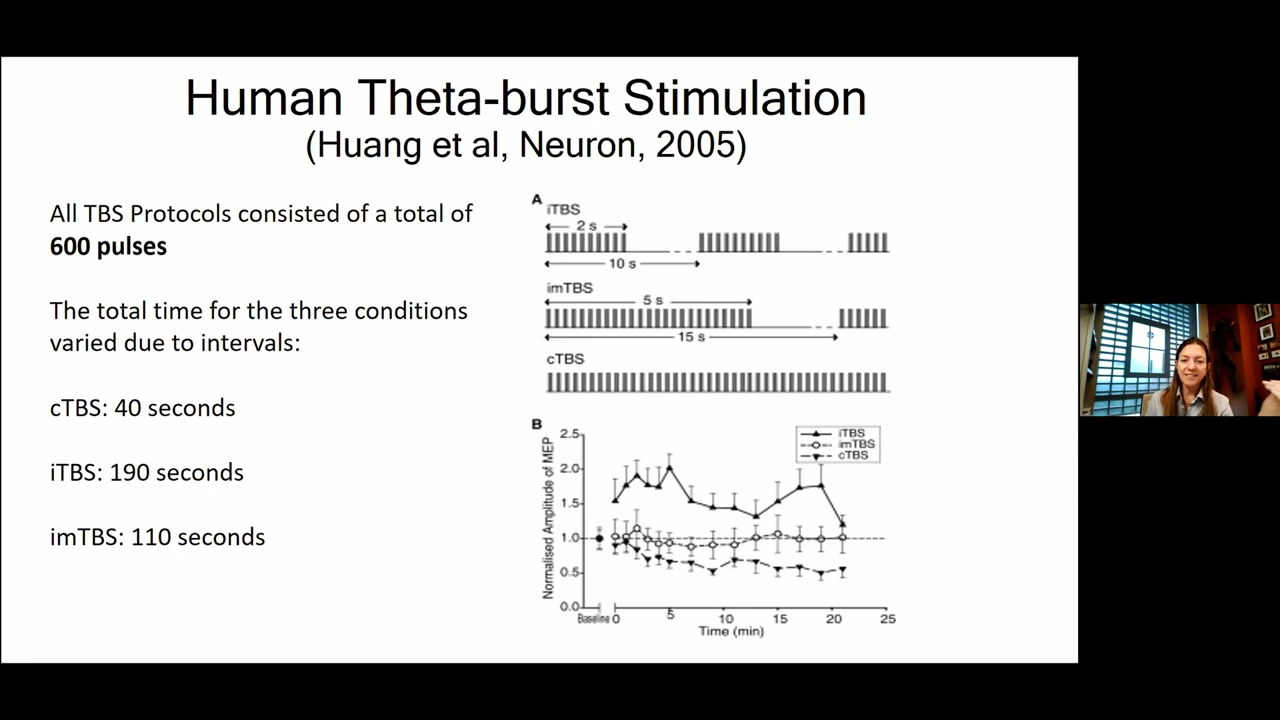 Human Theta-burst Stimulation
(Huang et al, Neuron, 2005)
All TBS Protocols consisted of a total of
600 pulses
The total time for the three conditions
varied due to intervals:
cTBS: 40 seconds
iTBS: 190 seconds
imTBS: 110 seconds
A
iTBS
2 s
10 s
imTBS
5 s
15 s
cTBS
B
Normalised Amplitude of MEP
2.5
2.0
1.5
1.0
0.5
0.0
iTBS
imTBS
cTBS
Baseline 0 5 10 15 20 25
Time (min)